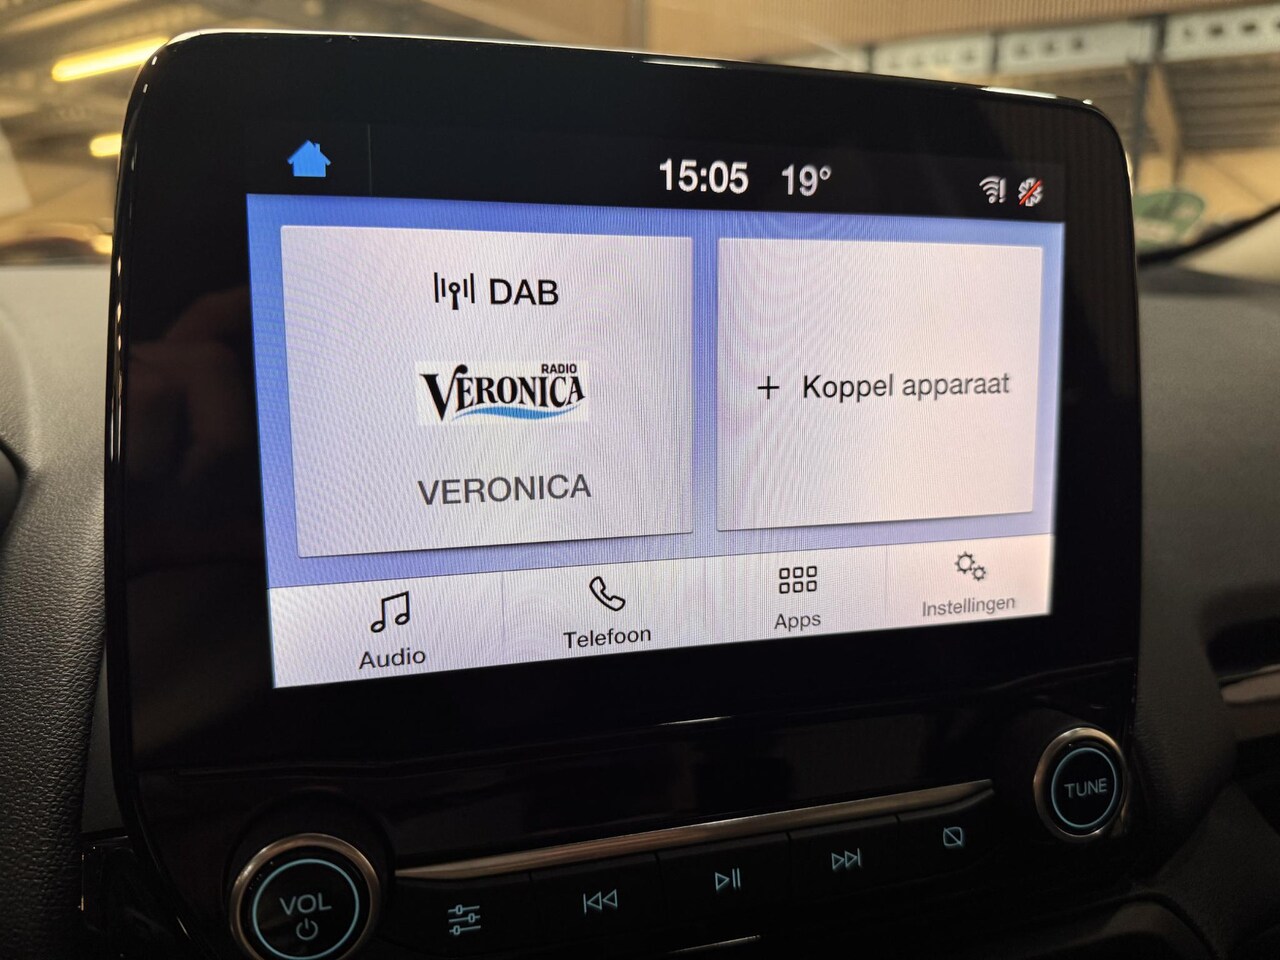 15:05 19°
DAB
RADIO
VERONICA
VERONICA
+ Koppel apparaat
Audio
Telefoon
Apps
Instellingen
VOL
TUNE